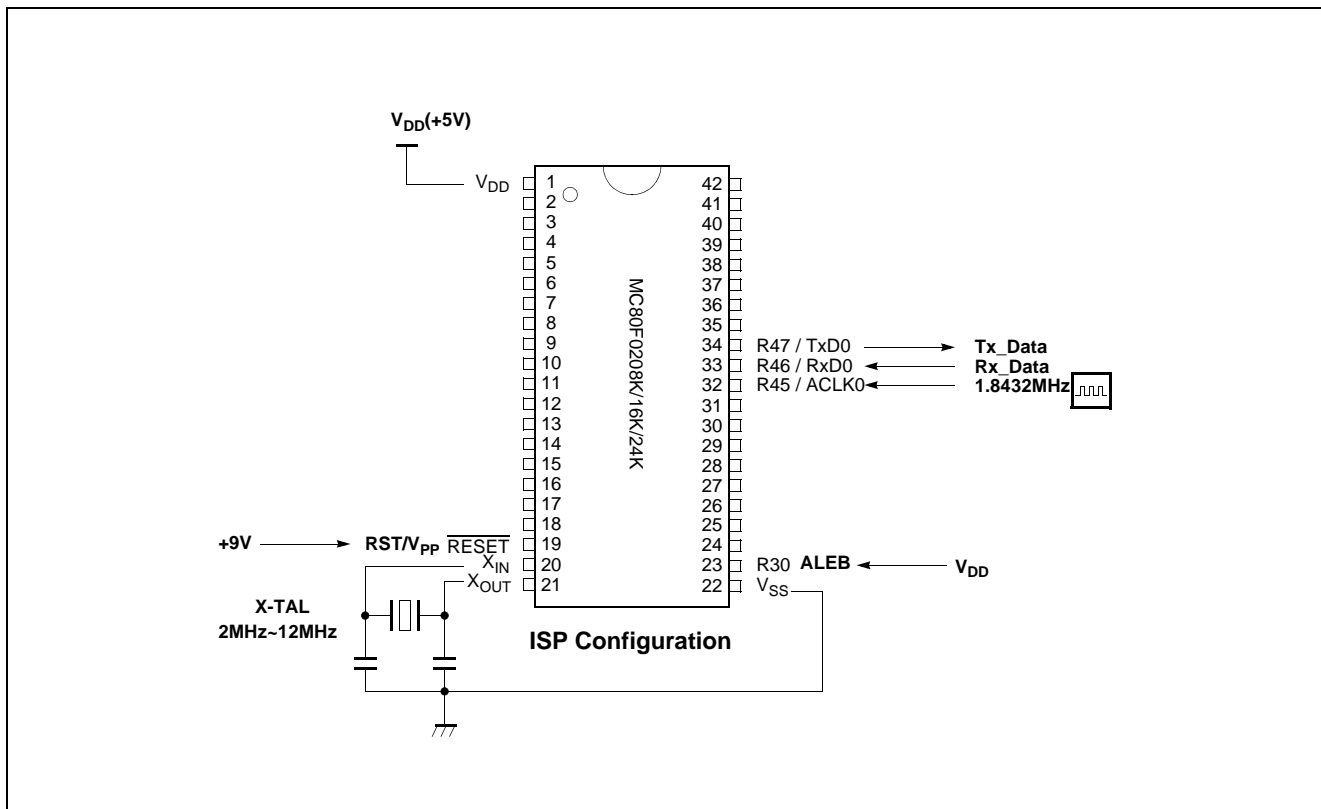 VDD(+5V)
VDD 1 42
2 41
3 40
4 39
5 38
6 37
7 36
8 35
9 34 R47 / TxD0 Tx_Data
10 33 R46 / RxD0 Rx_Data
11 32 R45 / ACLK0 1.8432MHz
12 31
13 30
14 29
15 28
16 27
17 26
18 25
+9V RST/VPP RESET 19 24
XIN 20 23 R30 ALEB VDD
XOUT 21 22 VSS
MC80F0208K/16K/24K
X-TAL
2MHz~12MHz
ISP Configuration